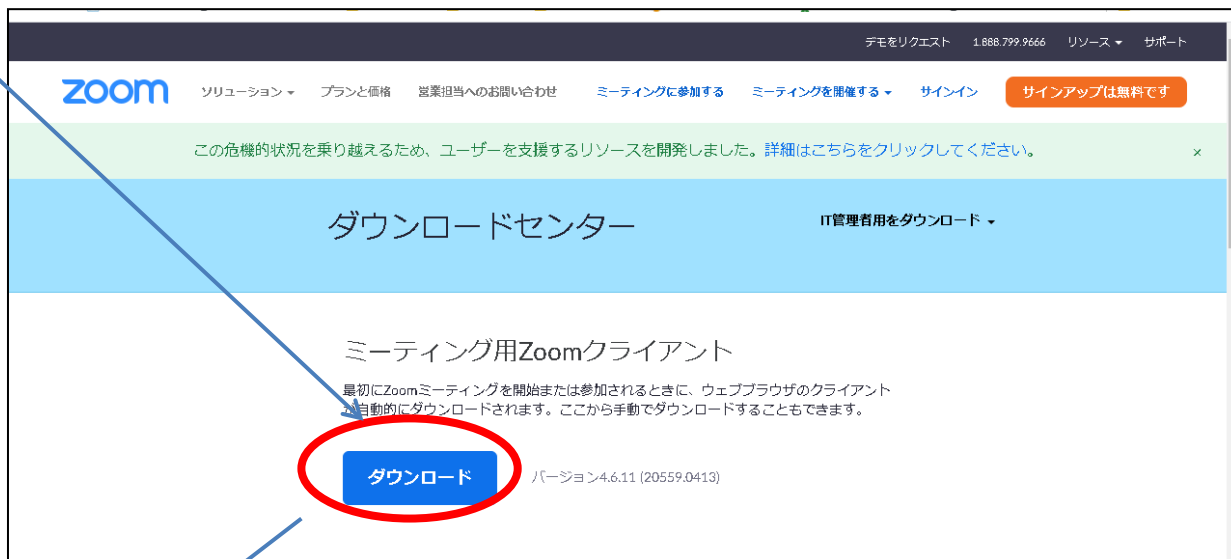 デモをリクエスト 1.888.799.9666 リソース サポート
zoom ソリューション プランと価格 営業担当へのお問い合わせ ミーティングに参加する ミーティングを開催する サインイン サインアップは無料です
この危機的状況を乗り越えるため、ユーザーを支援するリソースを開発しました。詳細はこちらをクリックしてください。 ×
ダウンロードセンター IT管理者用をダウンロード
ミーティング用Zoomクライアント
最初にZoomミーティングを開始または参加されるときに、ウェブブラウザのクライアント
が自動的にダウンロードされます。ここから手動でダウンロードすることもできます。
ダウンロード バージョン4.6.11 (20559.0413)